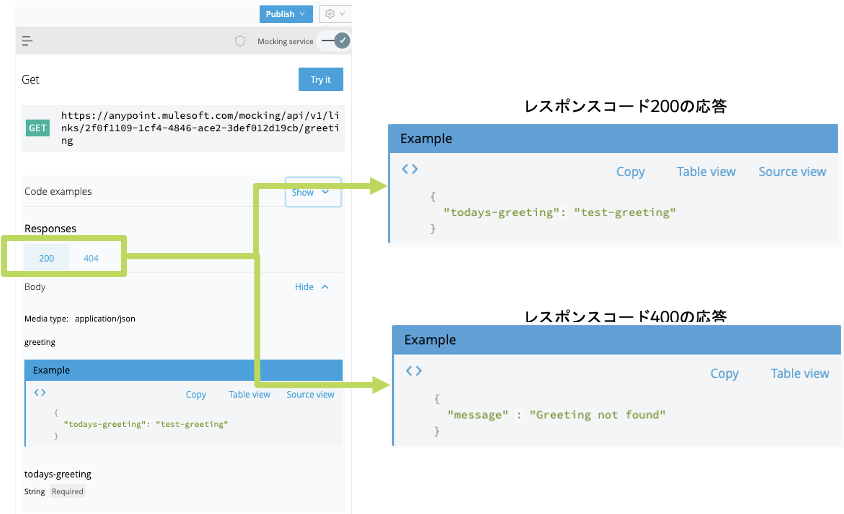 Publish
Mocking service
Get
Try it
GET
https://anypoint.mulesoft.com/mocking/api/v1/li
nks/2f0f1109-1cf4-4846-ace2-3def012d19cb/greeti
ng
Code examples
Show
Responses
200 404
Body
Hide
Media type: application/json
greeting
Example
<>
Copy Table view Source view
{
"todays-greeting": "test-greeting"
}
todays-greeting
String Required
レスポンスコード200の応答
Example
<>
Copy Table view Source view
{
"todays-greeting": "test-greeting"
}
レスポンスコード400の応答
Example
<>
Copy Table view
{
"message" : "Greeting not found"
}